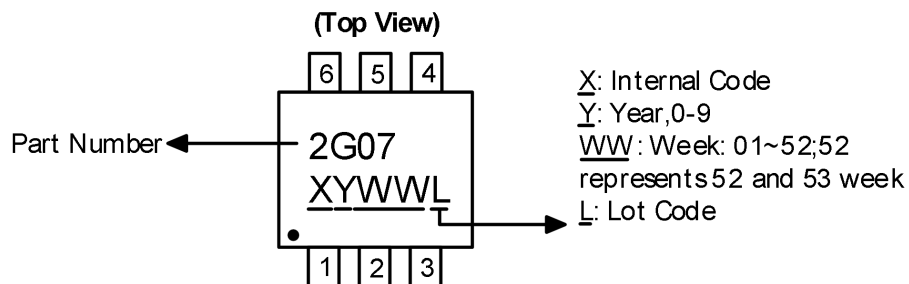 (Top View)
6 5 4
Part Number
2G07
XYWWL
1 2 3
X: Internal Code
Y: Year,0-9
WW : Week: 01~52;52
represents 52 and 53 week
L: Lot Code